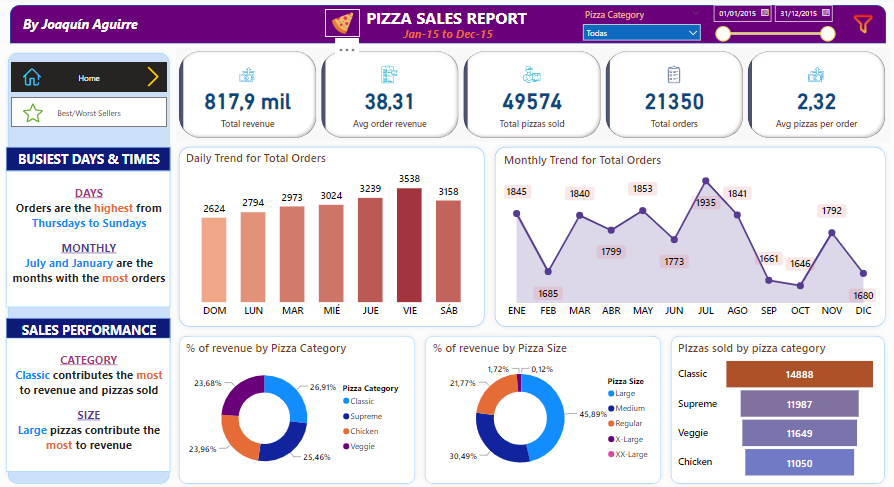 By Joaquín Aguirre
PIZZA SALES REPORT
Jan-15 to Dec-15
Pizza Category
Todas
01/01/2015
31/12/2015
Home
Best/Worst Sellers
817,9 mil
Total revenue
38,31
Avg order revenue
49574
Total pizzas sold
21350
Total orders
2,32
Avg pizzas per order
BUSIEST DAYS & TIMES
DAYS
Orders are the highest from
Thursdays to Sundays
MONTHLY
July and January are the
months with the most orders
SALES PERFORMANCE
CATEGORY
Classic contributes the most
to revenue and pizzas sold
SIZE
Large pizzas contribute the
most to revenue
Daily Trend for Total Orders
2624
2794
2973
3024
3239
3538
3158
DOM LUN MAR MIÉ JUE VIE SÁB
Monthly Trend for Total Orders
1845
1685
1840
1799
1853
1773
1935
1841
1661
1646
1792
1680
ENE FEB MAR ABR MAY JUN JUL AGO SEP OCT NOV DIC
% of revenue by Pizza Category
23,68%
26,91%
23,96%
25,46%
Pizza Category
Classic
Supreme
Chicken
Veggie
% of revenue by Pizza Size
1,72%
0,12%
21,77%
45,89%
30,49%
Pizza Size
Large
Medium
Regular
X-Large
XX-Large
PIzzas sold by pizza category
Classic 14888
Supreme 11987
Veggie 11649
Chicken 11050